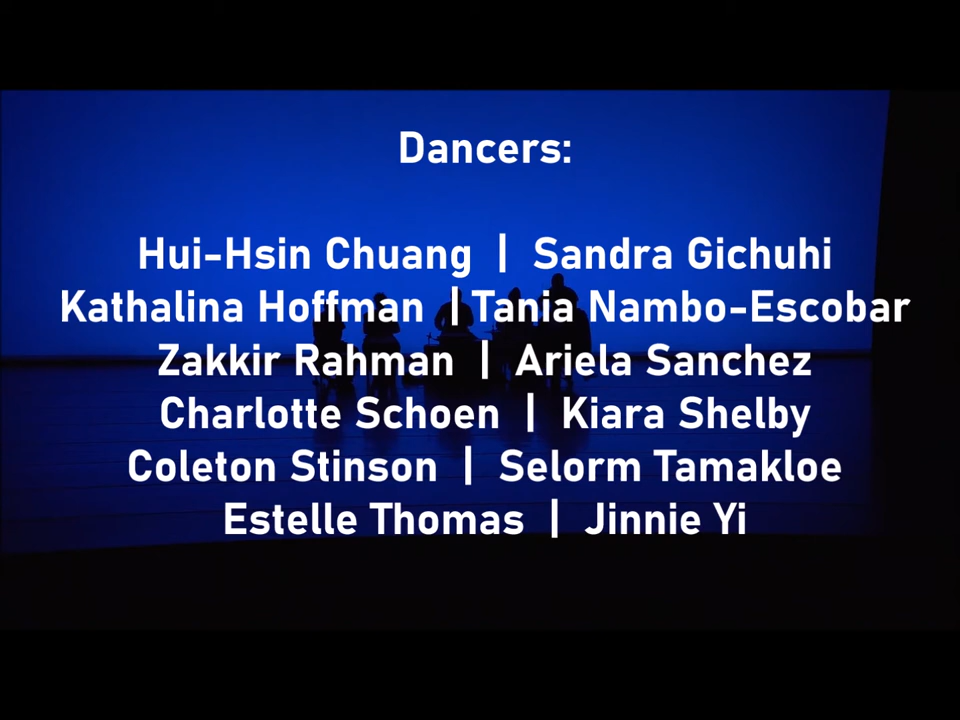 Dancers:
Hui-Hsin Chuang | Sandra Gichuhi
Kathalina Hoffman | Tania Nambo-Escobar
Zakkir Rahman | Ariela Sanchez
Charlotte Schoen | Kiara Shelby
Coleton Stinson | Selorm Tamakloe
Estelle Thomas | Jinnie Yi